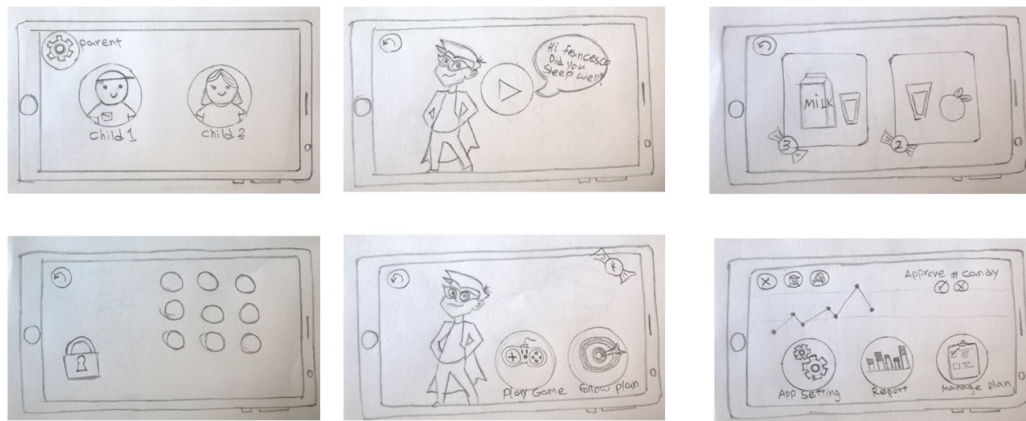 parent
child 1
child 2
Hi francesco
Did you
Sleep well?
MiLK
3
2
Play Game
follow plan
Approve # candy
App Setting
Report
Manage plan